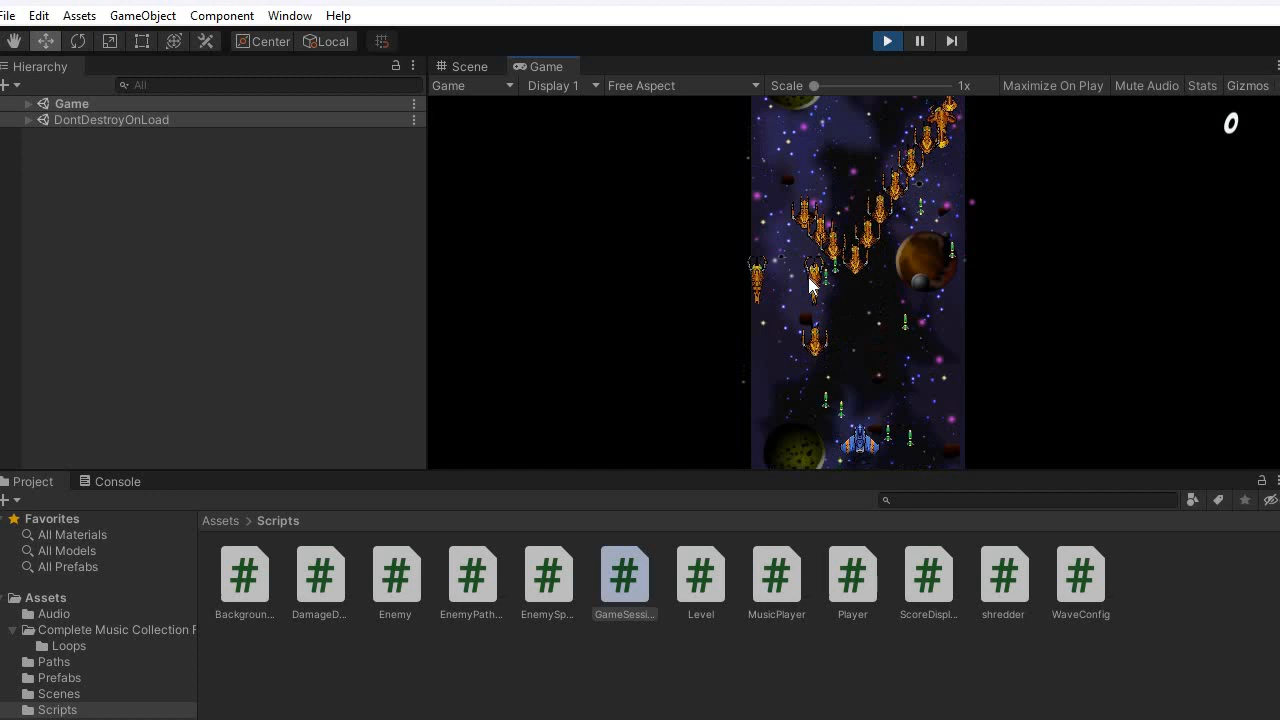 File Edit Assets GameObject Component Window Help
Center Local
Hierarchy
All
Game
DontDestroyOnLoad
Scene Game
Game Display 1 Free Aspect Scale 1x Maximize On Play Mute Audio Stats Gizmos
0
Project Console
Favorites
All Materials
All Models
All Prefabs
Assets
Audio
Complete Music Collection F
Loops
Paths
Prefabs
Scenes
Scripts
Assets > Scripts
Backgroun... DamageD... Enemy EnemyPath... EnemySp... GameSessi... Level MusicPlayer Player ScoreDispl... shredder WaveConfig